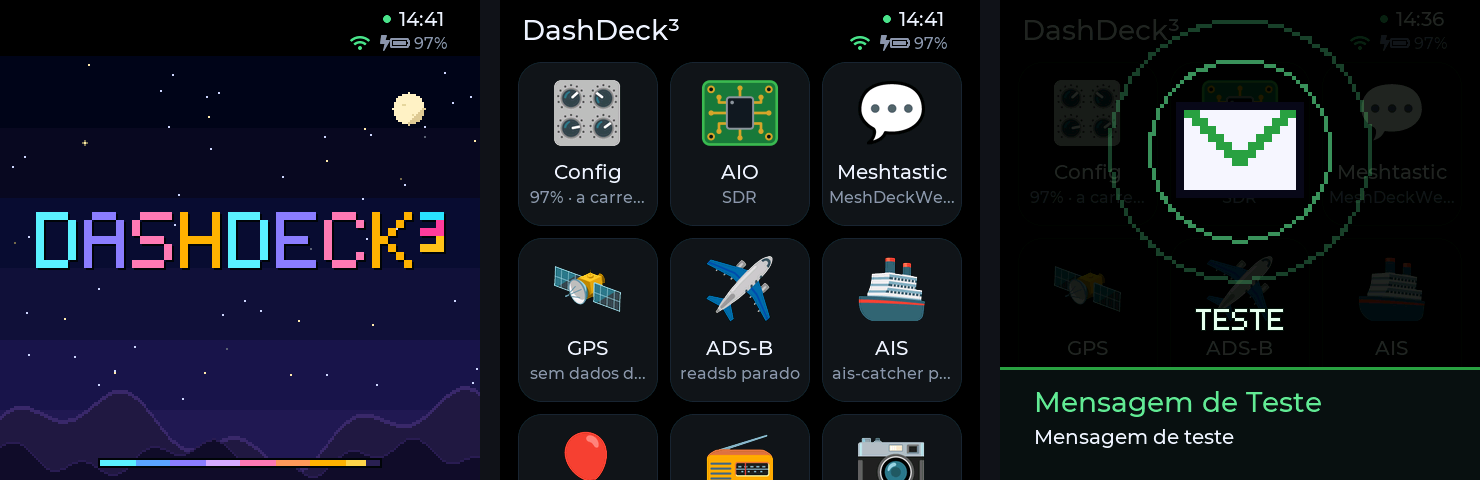 14:41
97%
DASHDECK³
DashDeck³
14:41
97%
Config
97% · a carre...
AIO
SDR
Meshtastic
MeshDeckWe...
GPS
sem dados d...
ADS-B
readsb parado
AIS
ais-catcher p...
DashDeck³
14:36
97%
Config
97% · a carre...
SDR
Meshtastic
MeshDeckWe...
TESTE
GPS
ADS-B
AIS
Mensagem de Teste
Mensagem de teste